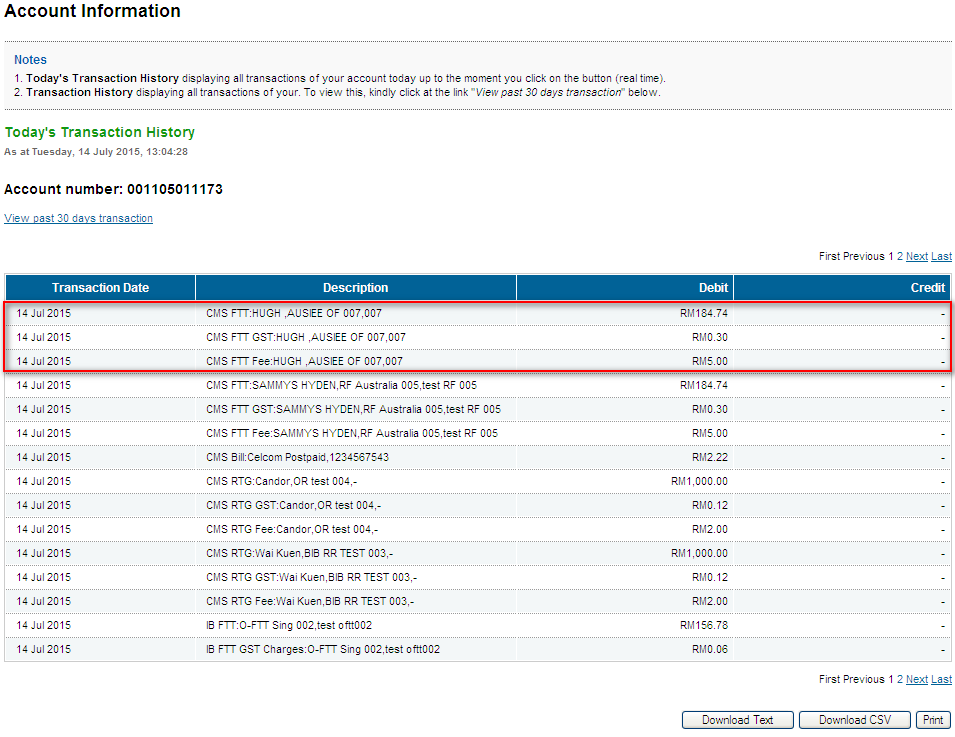 Account Information
Notes
1. Today's Transaction History displaying all transactions of your account today up to the moment you click on the button (real time).
2. Transaction History displaying all transactions of your. To view this, kindly click at the link "View past 30 days transaction" below.
Today's Transaction History
As at Tuesday, 14 July 2015, 13:04:28
Account number: 001105011173
View past 30 days transaction
First Previous 1 2 Next Last
Transaction Date Description Debit Credit
14 Jul 2015 CMS FTT:HUGH ,AUSIEE OF 007,007 RM184.74 -
14 Jul 2015 CMS FTT GST:HUGH ,AUSIEE OF 007,007 RM0.30 -
14 Jul 2015 CMS FTT Fee:HUGH ,AUSIEE OF 007,007 RM5.00 -
14 Jul 2015 CMS FTT:SAMMYS HYDEN,RF Australia 005,test RF 005 RM184.74 -
14 Jul 2015 CMS FTT GST:SAMMYS HYDEN,RF Australia 005,test RF 005 RM0.30 -
14 Jul 2015 CMS FTT Fee:SAMMYS HYDEN,RF Australia 005,test RF 005 RM5.00 -
14 Jul 2015 CMS Bill:Celcom Postpaid,1234567543 RM2.22 -
14 Jul 2015 CMS RTG:Candor,OR test 004,- RM1,000.00 -
14 Jul 2015 CMS RTG GST:Candor,OR test 004,- RM0.12 -
14 Jul 2015 CMS RTG Fee:Candor,OR test 004,- RM2.00 -
14 Jul 2015 CMS RTG:Wai Kuen,BIB RR TEST 003,- RM1,000.00 -
14 Jul 2015 CMS RTG GST:Wai Kuen,BIB RR TEST 003,- RM0.12 -
14 Jul 2015 CMS RTG Fee:Wai Kuen,BIB RR TEST 003,- RM2.00 -
14 Jul 2015 IB FTT:O-FTT Sing 002,test oftt002 RM156.78 -
14 Jul 2015 IB FTT GST Charges:O-FTT Sing 002,test oftt002 RM0.06 -
First Previous 1 2 Next Last
Download Text Download CSV Print